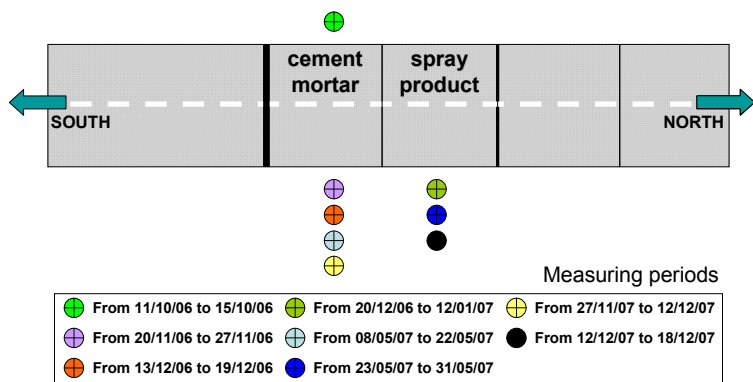 cement spray
mortar product
SOUTH NORTH
Measuring periods
From 11/10/06 to 15/10/06 From 20/12/06 to 12/01/07 From 27/11/07 to 12/12/07
From 20/11/06 to 27/11/06 From 08/05/07 to 22/05/07 From 12/12/07 to 18/12/07
From 13/12/06 to 19/12/06 From 23/05/07 to 31/05/07